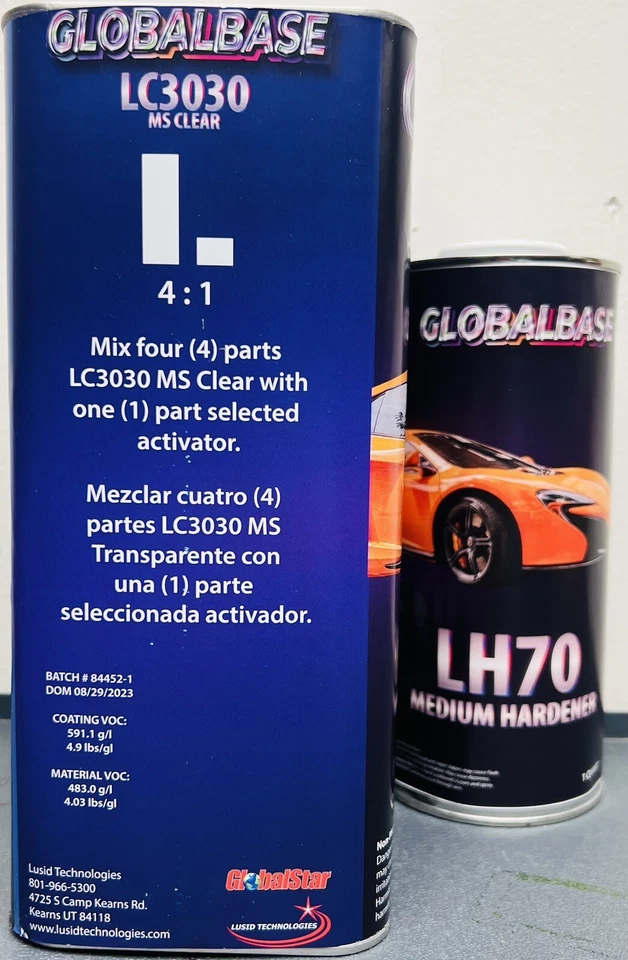 GLOBALBASE
LC3030
MS CLEAR
4 : 1
Mix four (4) parts
LC3030 MS Clear with
one (1) part selected
activator.
Mezclar cuatro (4)
partes LC3030 MS
Transparente con
una (1) parte
seleccionada activador.
BATCH # 84452-1
DOM 08/29/2023
COATING VOC:
591.1 g/l
4.9 lbs/gl
MATERIAL VOC:
483.0 g/l
4.03 lbs/gl
Lusid Technologies
801-966-5300
4725 S Camp Kearns Rd.
Kearns UT 84118
www.lusidtechnologies.com
GlobalStar
LUSID TECHNOLOGIES
GLOBALBASE
LH70
MEDIUM HARDENER